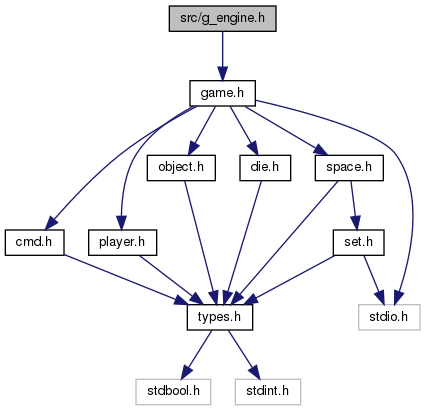 src/g_engine.h
game.h
object.h
die.h
space.h
cmd.h
player.h
set.h
types.h
stdio.h
stdbool.h
stdint.h